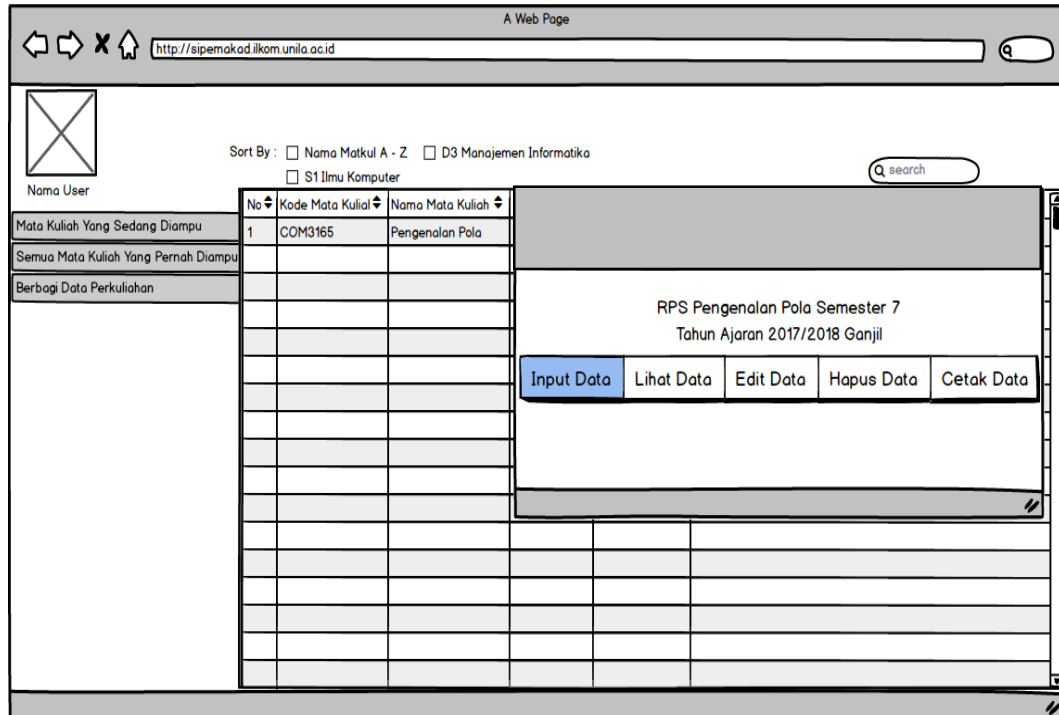 A Web Page
http://sipemakad.ilkom.unila.ac.id
Nama User
Sort By : Nama Matkul A - Z D3 Manajemen Informatika
S1 Ilmu Komputer
search
Mata Kuliah Yang Sedang Diampu
Semua Mata Kuliah Yang Pernah Diampu
Berbagi Data Perkuliahan
No Kode Mata Kulial Nama Mata Kuliah
1 COM3165 Pengenalan Pola
RPS Pengenalan Pola Semester 7
Tahun Ajaran 2017/2018 Ganjil
Input Data Lihat Data Edit Data Hapus Data Cetak Data